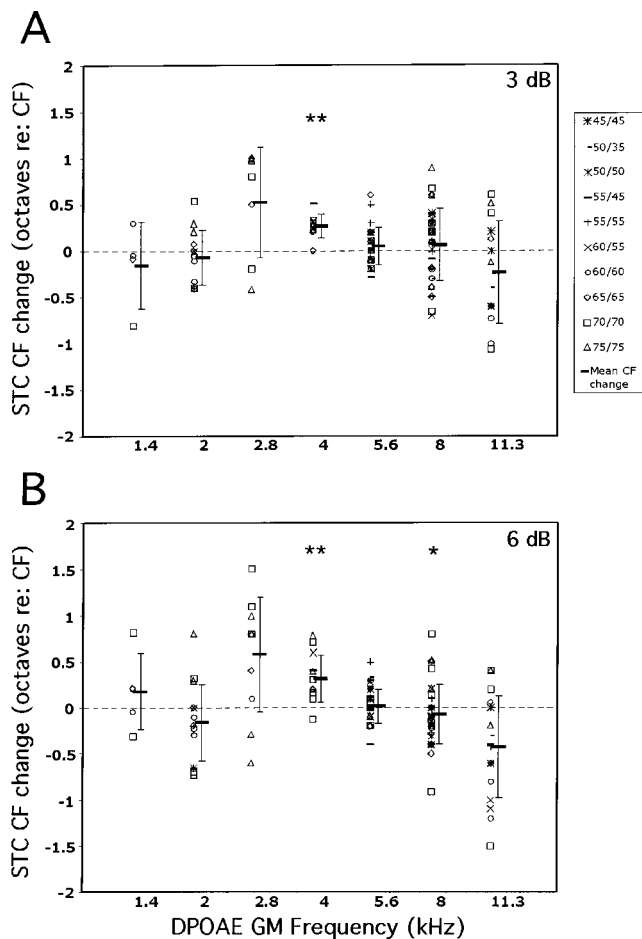 A
3 dB
STC CF change (octaves re: CF)
2
1.5
1
0.5
0
-0.5
-1
-1.5
-2
**
1.4 2 2.8 4 5.6 8 11.3
45/45
50/35
50/50
55/45
55/55
60/55
60/60
65/65
70/70
75/75
Mean CF
change
B
6 dB
STC CF change (octaves re: CF)
2
1.5
1
0.5
0
-0.5
-1
-1.5
-2
** *
1.4 2 2.8 4 5.6 8 11.3
DPOAE GM Frequency (kHz)